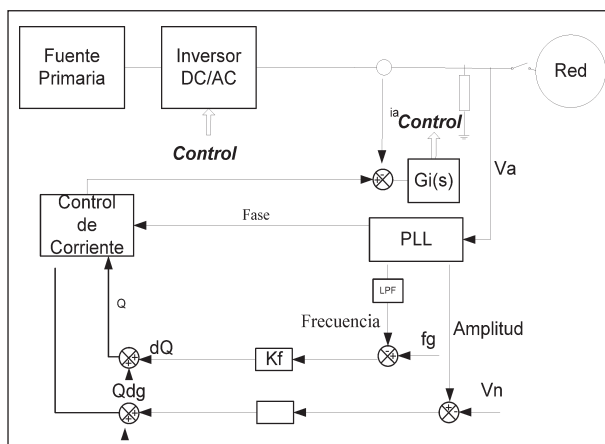 Fuente
Primaria
Inversor
DC/AC
Red
Control
ia Control
Gi(s)
Va
Control
de
Corriente
Fase
PLL
LPF
Q
Frecuencia
Amplitud
dQ
Kf
fg
Qdg
Vn